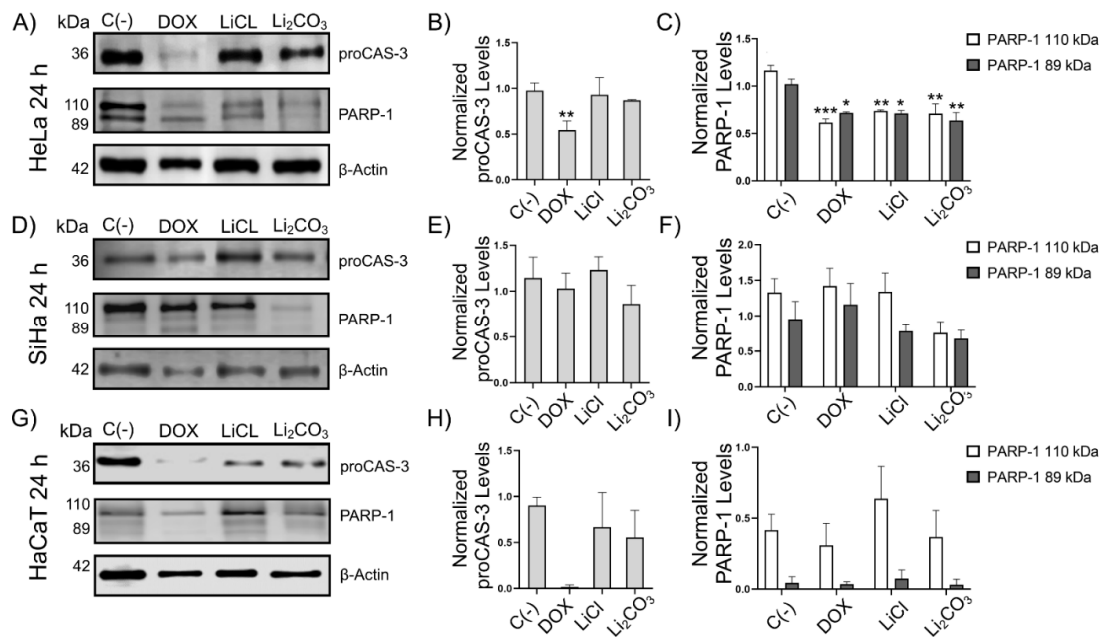 A)
HeLa 24 h
kDa C(-) DOX LiCL Li₂CO₃
36 proCAS-3
110
89 PARP-1
42 β-Actin
B)
Normalized
proCAS-3 Levels
1.5
1.0
0.5
0.0
**
C(-) DOX LiCl Li₂CO₃
C)
Normalized
PARP-1 Levels
1.5
1.0
0.5
0.0
*** * ** * ** **
C(-) DOX LiCl Li₂CO₃
PARP-1 110 kDa
PARP-1 89 kDa
D)
SiHa 24 h
kDa C(-) DOX LiCL Li₂CO₃
36 proCAS-3
110
89 PARP-1
42 β-Actin
E)
Normalized
proCAS-3 Levels
1.5
1.0
0.5
0.0
C(-) DOX LiCl Li₂CO₃
F)
Normalized
PARP-1 Levels
2.0
1.5
1.0
0.5
0.0
C(-) DOX LiCl Li₂CO₃
PARP-1 110 kDa
PARP-1 89 kDa
G)
HaCaT 24 h
kDa C(-) DOX LiCL Li₂CO₃
36 proCAS-3
110
89 PARP-1
42 β-Actin
H)
Normalized
proCAS-3 Levels
1.5
1.0
0.5
0.0
C(-) DOX LiCl Li₂CO₃
I)
Normalized
PARP-1 Levels
1.0
0.5
0.0
C(-) DOX LiCl Li₂CO₃
PARP-1 110 kDa
PARP-1 89 kDa